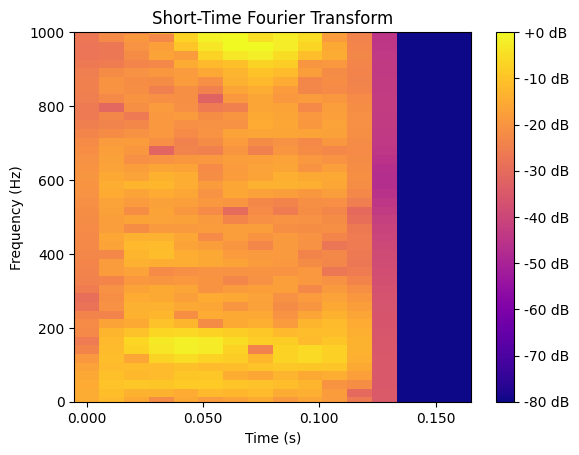 Short-Time Fourier Transform
Frequency (Hz)
1000
800
600
400
200
0
0.000
0.050
0.100
0.150
Time (s)
+0 dB
-10 dB
-20 dB
-30 dB
-40 dB
-50 dB
-60 dB
-70 dB
-80 dB